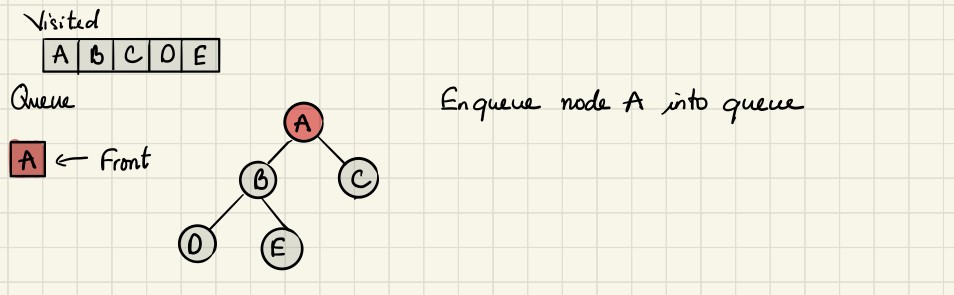 Visited
A B C D E
Queue
Enqueue node A into queue
A ← Front
A
B C
D E